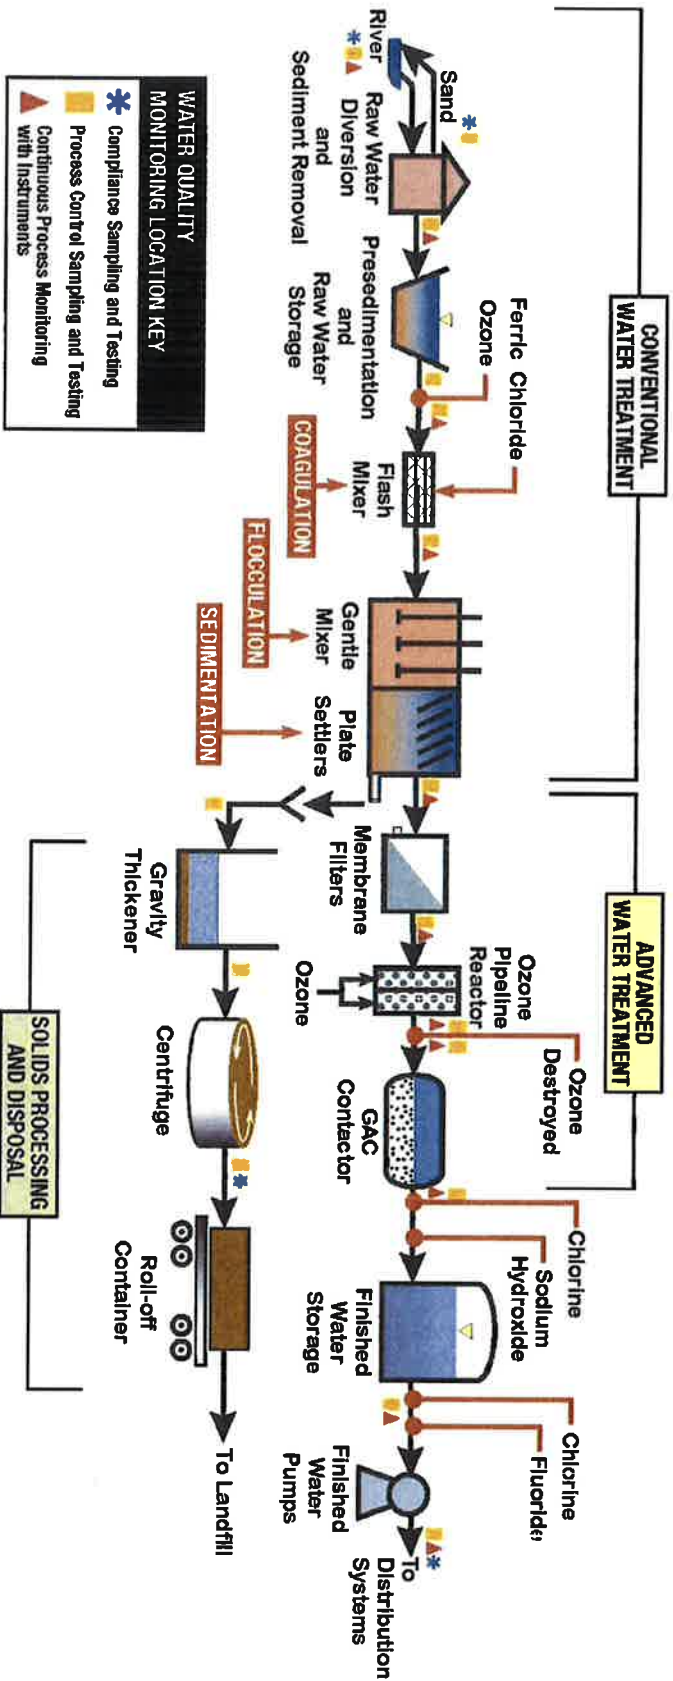 CONVENTIONAL
WATER TREATMENT
ADVANCED
WATER TREATMENT
River
Sand
Raw Water
Diversion
and
Sediment Removal
Presedimentation
and
Raw Water
Storage
Ozone
Ferric Chloride
Flash
Mixer
COAGULATION
Gentle
Mixer
FLOCCULATION
Plate
Settlers
SEDIMENTATION
Membrane
Filters
Ozone
Pipeline
Reactor
Ozone
Ozone
Destroyed
GAC
Contactor
Chlorine
Sodium
Hydroxide
Finished
Water
Storage
Chlorine
Fluoride
Finished
Water
Pumps
To
Distribution
Systems
Gravity
Thickener
Centrifuge
Roll-off
Container
To Landfill
SOLIDS PROCESSING
AND DISPOSAL
WATER QUALITY
MONITORING LOCATION KEY
Compliance Sampling and Testing
Process Control Sampling and Testing
Continuous Process Monitoring
with Instruments